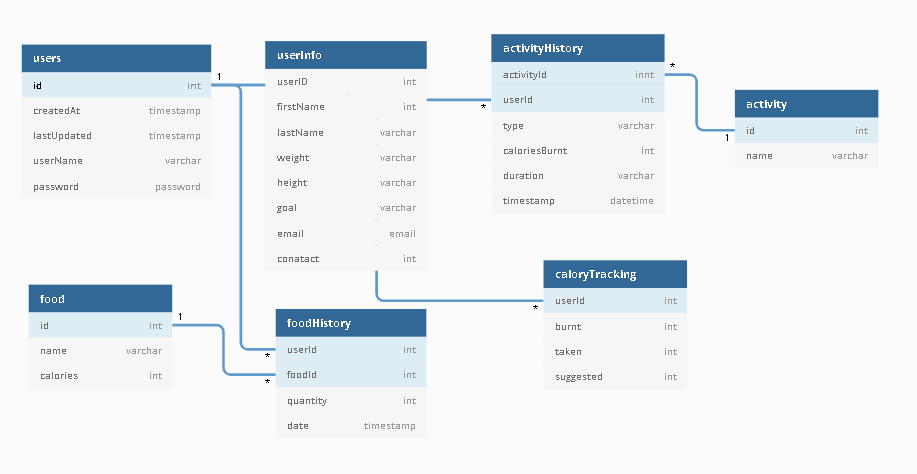 users
id int
createdAt timestamp
lastUpdated timestamp
userName varchar
password password
1
userInfo
userID int
firstName int
lastName varchar
weight varchar
height varchar
goal varchar
email email
conatact int
activityHistory
activityId innt
userId int
type varchar
caloriesBurnt int
duration varchar
timestamp datetime
*
*
activity
id int
name varchar
1
food
id int
name varchar
calories int
1
foodHistory
userId int
foodId int
quantity int
date timestamp
*
*
caloryTracking
userId int
burnt int
taken int
suggested int
*